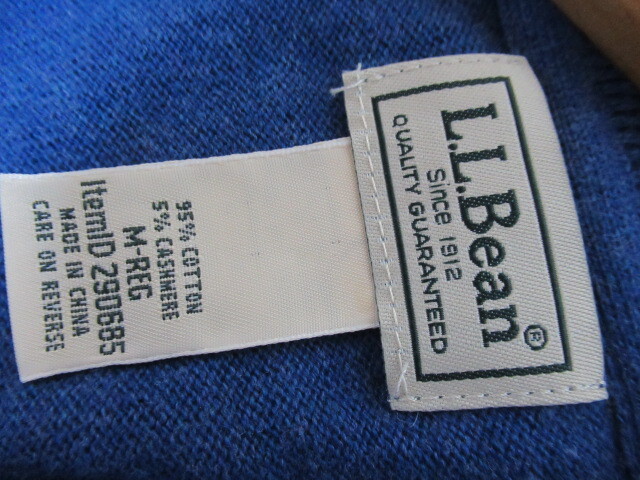 L.L.Bean®
Since 1912
QUALITY GUARANTEED
95% COTTON
5% CASHMERE
M-REG
ItemID 290685
MADE IN CHINA
CARE ON REVERSE